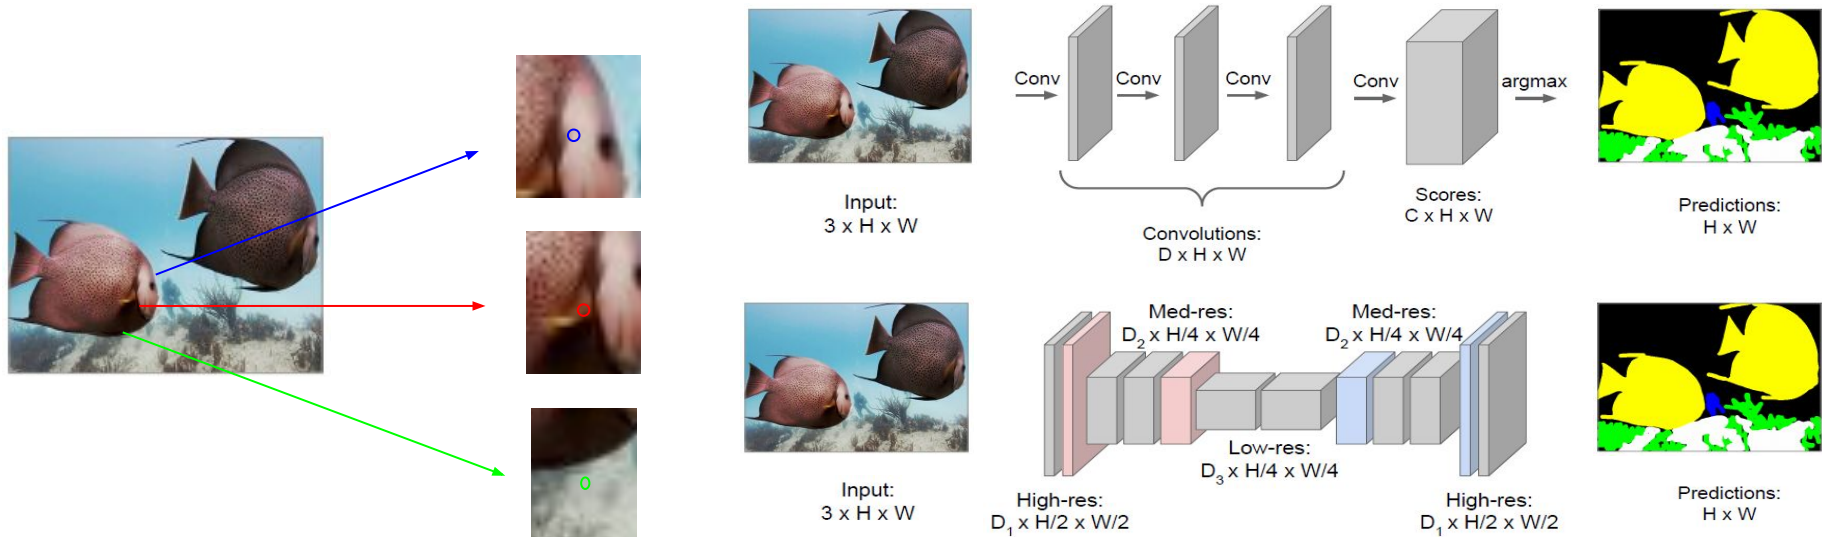 Conv
Conv
Conv
Conv
argmax
Input:
3 x H x W
Convolutions:
D x H x W
Scores:
C x H x W
Predictions:
H x W
Med-res:
D2 x H/4 x W/4
Med-res:
D2 x H/4 x W/4
Low-res:
D3 x H/4 x W/4
Input:
3 x H x W
High-res:
D1 x H/2 x W/2
High-res:
D1 x H/2 x W/2
Predictions:
H x W